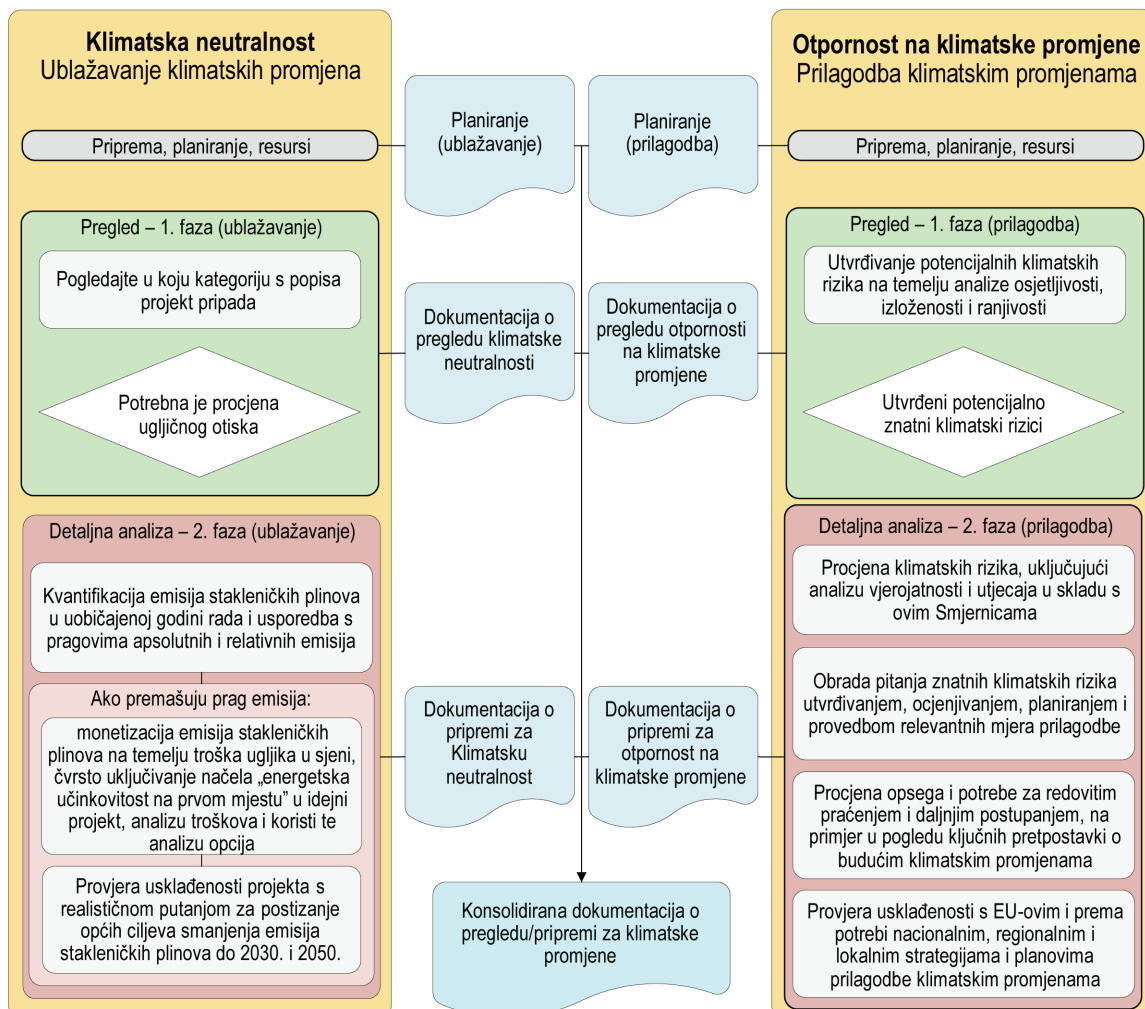 Klimatska neutralnost
Ublažavanje klimatskih promjena
Priprema, planiranje, resursi
Pregled – 1. faza (ublažavanje)
Pogledajte u koju kategoriju s popisa
projekt pripada
Potrebna je procjena
ugljičnog otiska
Detaljna analiza – 2. faza (ublažavanje)
Kvantifikacija emisija stakleničkih plinova
u uobičajenoj godini rada i usporedba s
pragovima apsolutnih i relativnih emisija
Ako premašuju prag emisija:
monetizacija emisija stakleničkih
plinova na temelju troška ugljika u sjeni,
čvrsto uključivanje načela „energetska
učinkovitost na prvom mjestu” u idejni
projekt, analizu troškova i koristi te
analizu opcija
Provjera usklađenosti projekta s
realističnom putanjom za postizanje
općih ciljeva smanjenja emisija
stakleničkih plinova do 2030. i 2050.
Planiranje
(ublažavanje)
Planiranje
(prilagodba)
Dokumentacija o
pregledu klimatske
neutralnosti
Dokumentacija o
pregledu otpornosti
na klimatske
promjene
Dokumentacija o
pripremi za
Klimatsku
neutralnost
Dokumentacija o
pripremi za
otpornost na
klimatske promjene
Konsolidirana dokumentacija o
pregledu/pripremi za klimatske
promjene
Otpornost na klimatske promjene
Prilagodba klimatskim promjenama
Priprema, planiranje, resursi
Pregled – 1. faza (prilagodba)
Utvrđivanje potencijalnih klimatskih
rizika na temelju analize osjetljivosti,
izloženosti i ranjivosti
Utvrđeni potencijalno
znatni klimatski rizici
Detaljna analiza – 2. faza (prilagodba)
Procjena klimatskih rizika, uključujući
analizu vjerojatnosti i utjecaja u skladu s
ovim Smjernicama
Obrada pitanja znatnih klimatskih rizika
utvrđivanjem, ocjenjivanjem, planiranjem i
provedbom relevantnih mjera prilagodbe
Procjena opsega i potrebe za redovitim
praćenjem i daljnjim postupanjem, na
primjer u pogledu ključnih pretpostavki o
budućim klimatskim promjenama
Provjera usklađenosti s EU-ovim i prema
potrebi nacionalnim, regionalnim i
lokalnim strategijama i planovima
prilagodbe klimatskim promjenama